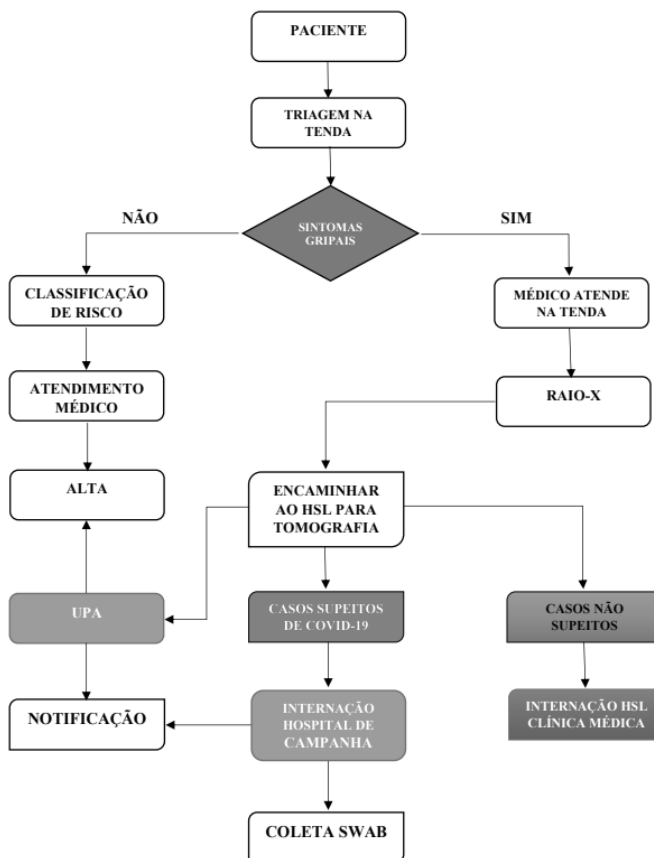 PACIENTE
TRIAGEM NA
TENDA
NÃO
SINTOMAS
GRIPAIS
SIM
CLASSIFICAÇÃO
DE RISCO
MÉDICO ATENDE
NA TENDA
ATENDIMENTO
MÉDICO
RAIO-X
ALTA
ENCAMINHAR
AO HSL PARA
TOMOGRAFIA
UPA
CASOS SUPEITOS
DE COVID-19
CASOS NÃO
SUPEITOS
NOTIFICAÇÃO
INTERNAÇÃO
HOSPITAL DE
CAMPANHA
INTERNAÇÃO HSL
CLÍNICA MÉDICA
COLETA SWAB